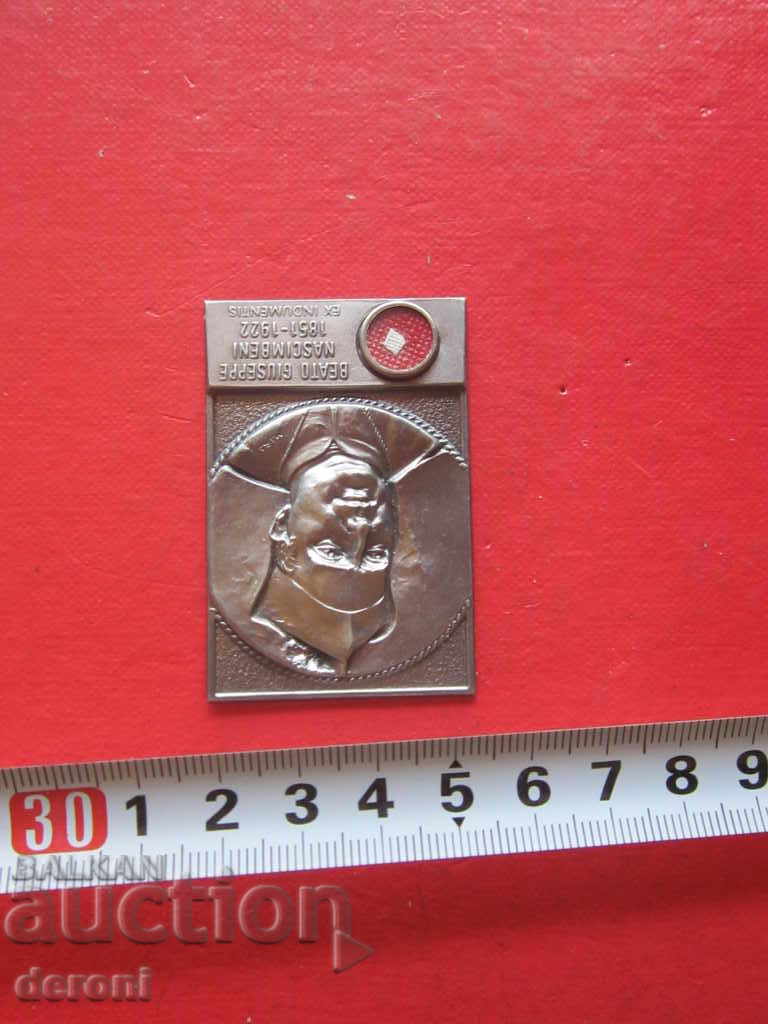 BEATO GIUSEPPE
NASCIMBENI
1851-1922
EX INDUMENTIS
30 1 2 3 4 5 6 7 8 9
BALKAN
auction
deroni